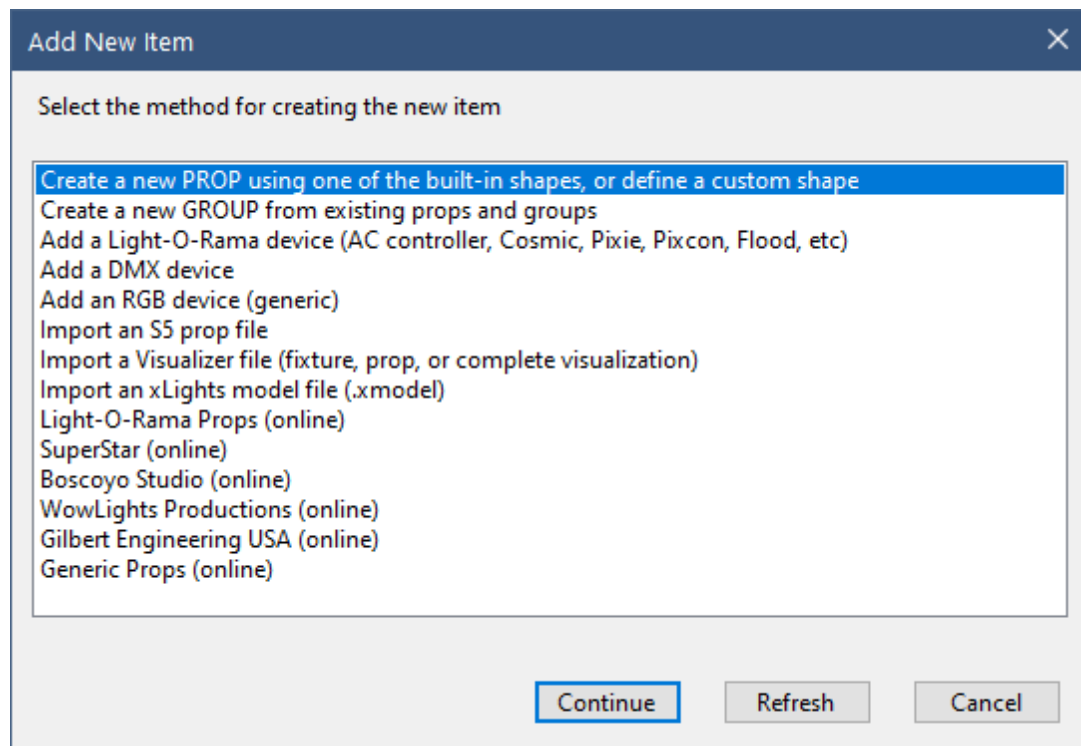 Add New Item
Select the method for creating the new item
Create a new PROP using one of the built-in shapes, or define a custom shape
Create a new GROUP from existing props and groups
Add a Light-O-Rama device (AC controller, Cosmic, Pixie, Pixcon, Flood, etc)
Add a DMX device
Add an RGB device (generic)
Import an S5 prop file
Import a Visualizer file (fixture, prop, or complete visualization)
Import an xLights model file (.xmodel)
Light-O-Rama Props (online)
SuperStar (online)
Boscoyo Studio (online)
WowLights Productions (online)
Gilbert Engineering USA (online)
Generic Props (online)
Continue Refresh Cancel